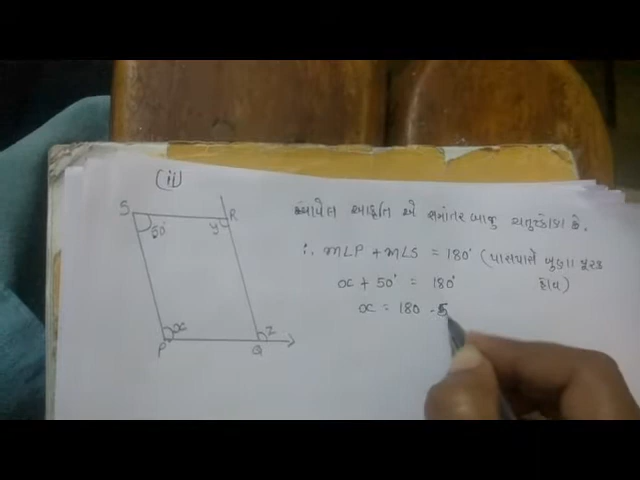 (ii)
આપેલ આકૃતિ એ સમાંતર બાજુ ચતુષ્કોણ છે.
S R
50° y
∴ m∠P + m∠S = 180° (પાસપાસે ખુણા પૂરક
હોય)
x + 50° = 180°
x = 180 - 5
x z
P Q